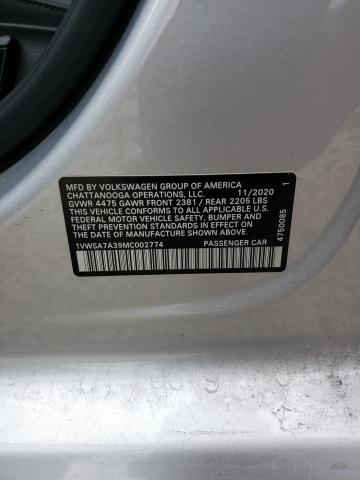 MFD BY VOLKSWAGEN GROUP OF AMERICA
CHATTANOOGA OPERATIONS, LLC. 11/2020
GVWR 4475 GAWR FRONT 2381 / REAR 2205 LBS
THIS VEHICLE CONFORMS TO ALL APPLICABLE
FEDERAL MOTOR VEHICLE SAFETY, BUMPER AND
THEFT PREVENTION STANDARDS IN EFFECT ON
THE DATE OF MANUFACTURE SHOWN ABOVE.
1VWSA7A39MC002774 PASSENGER CAR
4750085 1